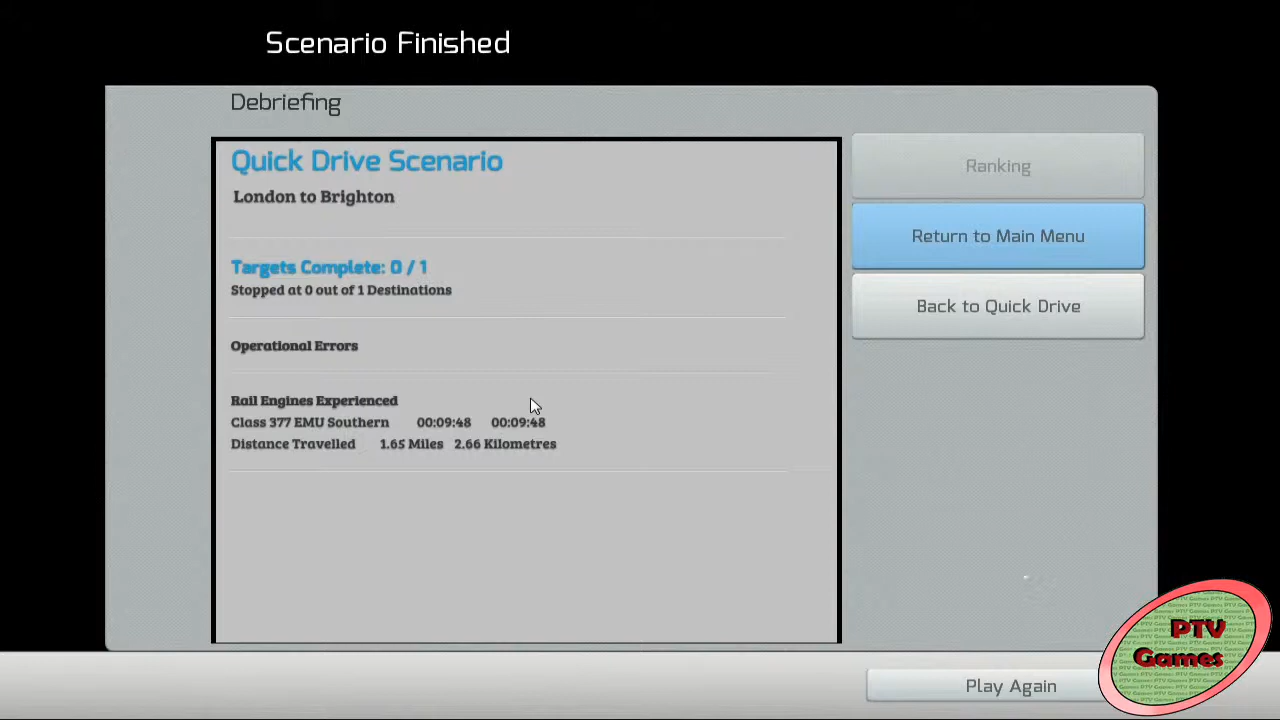 Scenario Finished
Debriefing
Quick Drive Scenario
London to Brighton
Targets Complete: 0 / 1
Stopped at 0 out of 1 Destinations
Operational Errors
Rail Engines Experienced
Class 377 EMU Southern 00:09:48 00:09:48
Distance Travelled 1.65 Miles 2.66 Kilometres
Ranking
Return to Main Menu
Back to Quick Drive
Play Again
PTV
Games